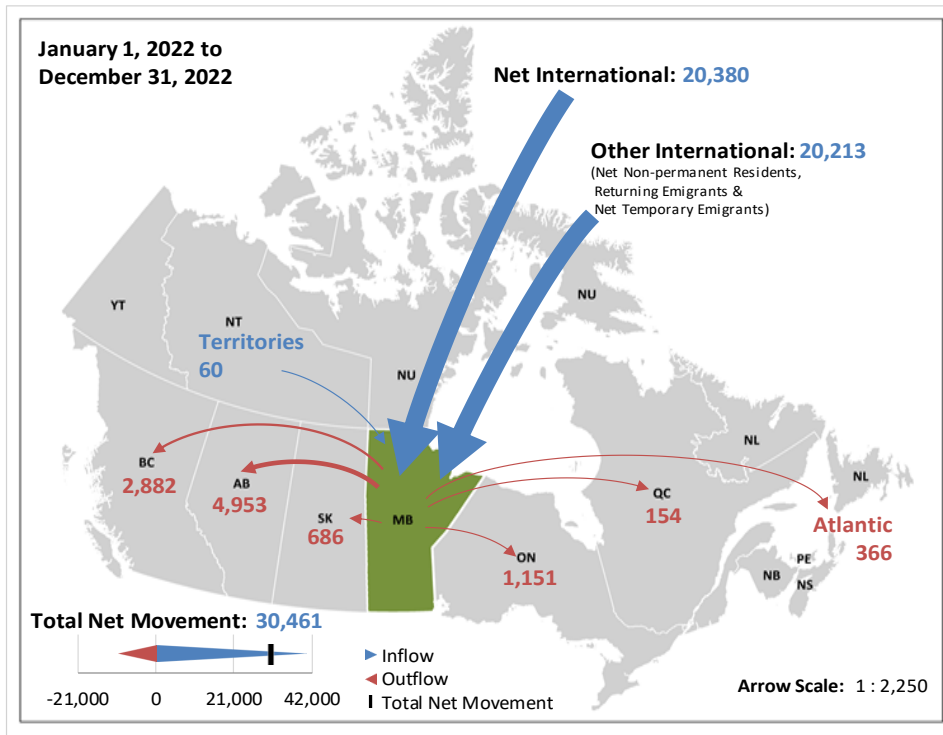 January 1, 2022 to
December 31, 2022
Net International: 20,380
Other International: 20,213
(Net Non-permanent Residents,
Returning Emigrants &
Net Temporary Emigrants)
YT
NT
NU
NU
Territories
60
BC
2,882
AB
4,953
SK
686
MB
ON
1,151
QC
154
NL
NL
Atlantic
366
PE
NB
NS
Total Net Movement: 30,461
-21,000 0 21,000 42,000
Inflow
Outflow
Total Net Movement
Arrow Scale: 1 : 2,250